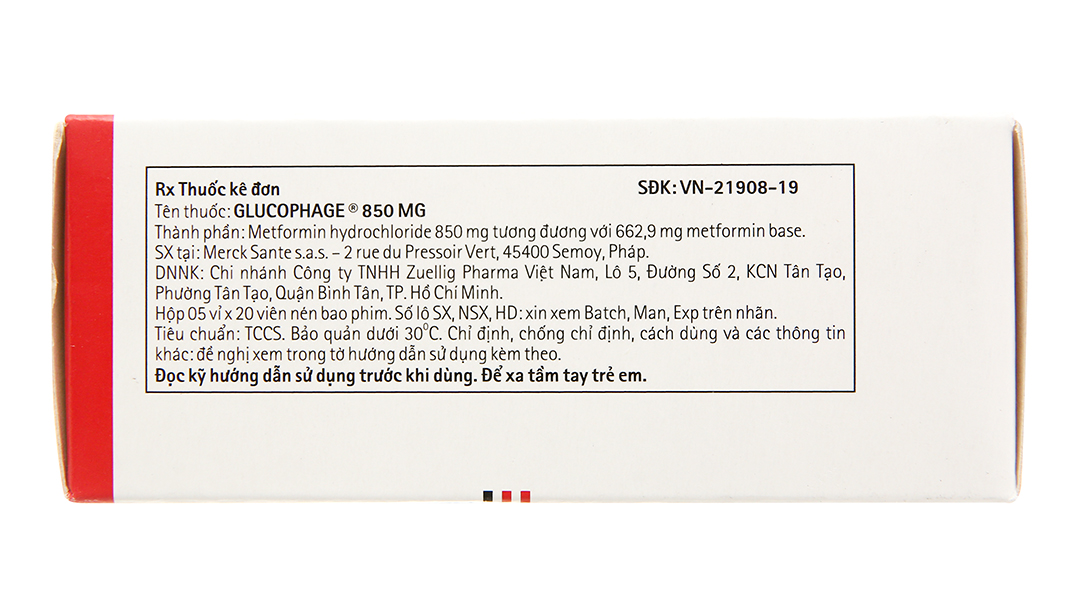 Rx Thuốc kê đơn SĐK: VN-21908-19
Tên thuốc: GLUCOPHAGE ® 850 MG
Thành phần: Metformin hydrochloride 850 mg tương đương với 662,9 mg metformin base.
SX tại: Merck Sante s.a.s. – 2 rue du Pressoir Vert, 45400 Semoy, Pháp.
DNNK: Chi nhánh Công ty TNHH Zuellig Pharma Việt Nam, Lô 5, Đường Số 2, KCN Tân Tạo,
Phường Tân Tạo, Quận Bình Tân, TP. Hồ Chí Minh.
Hộp 05 vỉ x 20 viên nén bao phim. Số lô SX, NSX, HD: xin xem Batch, Man, Exp trên nhãn.
Tiêu chuẩn: TCCS. Bảo quản dưới 30⁰C. Chỉ định, chống chỉ định, cách dùng và các thông tin
khác: đề nghị xem trong tờ hướng dẫn sử dụng kèm theo.
Đọc kỹ hướng dẫn sử dụng trước khi dùng. Để xa tầm tay trẻ em.